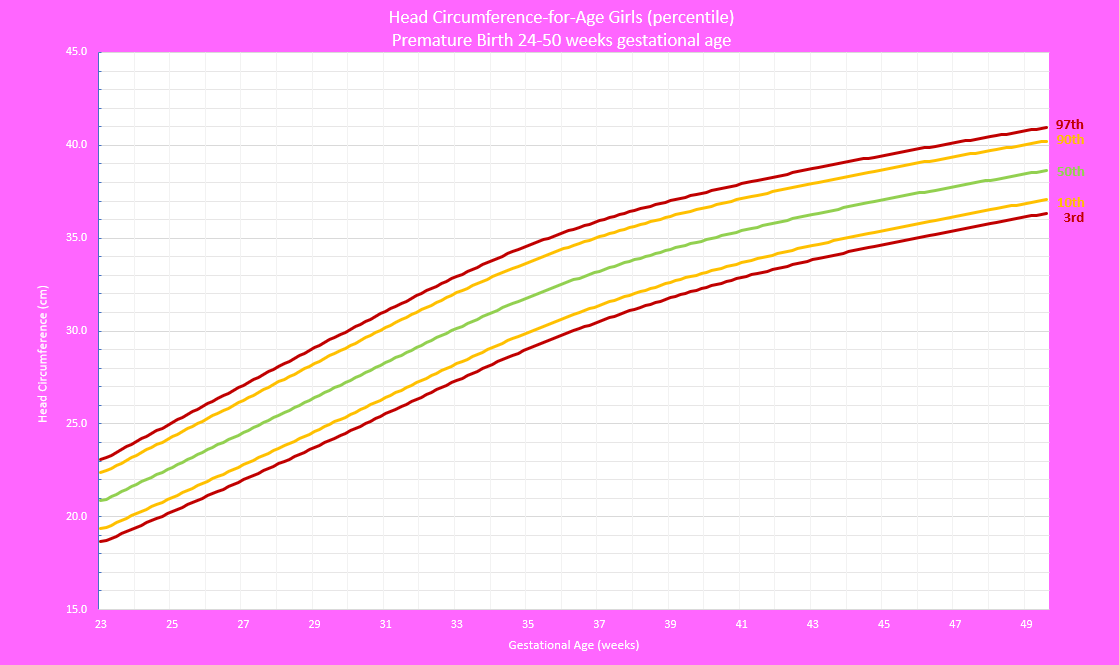 Head Circumference-for-Age Girls (percentile)
Premature Birth 24-50 weeks gestational age
45.0
40.0
35.0
30.0
25.0
20.0
15.0
Head Circumference (cm)
97th
90th
50th
10th
3rd
23 25 27 29 31 33 35 37 39 41 43 45 47 49
Gestational Age (weeks)